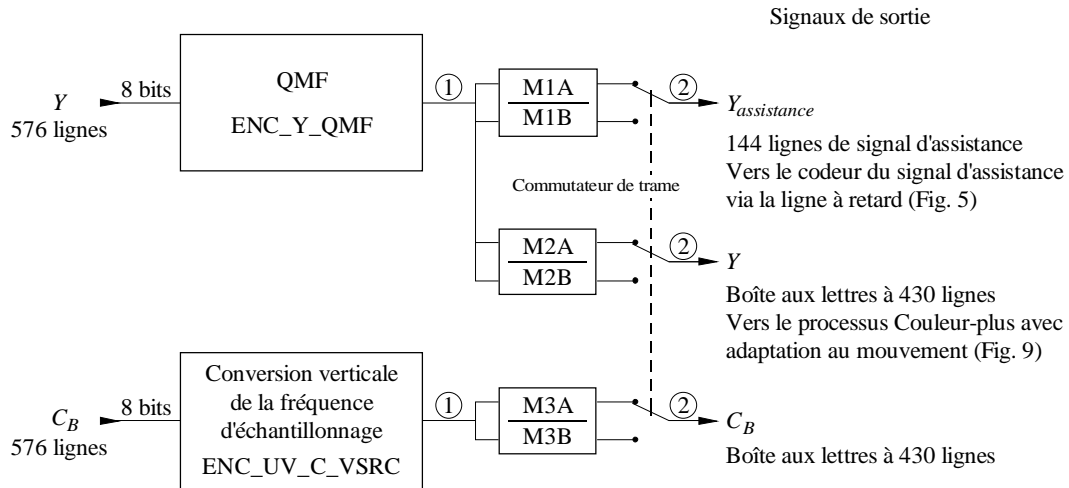 Signaux de sortie
Y
576 lignes
8 bits
QMF
ENC_Y_QMF
1
M1A
M1B
2
Yassistance
144 lignes de signal d'assistance
Vers le codeur du signal d'assistance
via la ligne à retard (Fig. 5)
Commutateur de trame
M2A
M2B
2
Y
Boîte aux lettres à 430 lignes
Vers le processus Couleur-plus avec
adaptation au mouvement (Fig. 9)
CB
576 lignes
8 bits
Conversion verticale
de la fréquence
d'échantillonnage
ENC_UV_C_VSRC
1
M3A
M3B
2
CB
Boîte aux lettres à 430 lignes